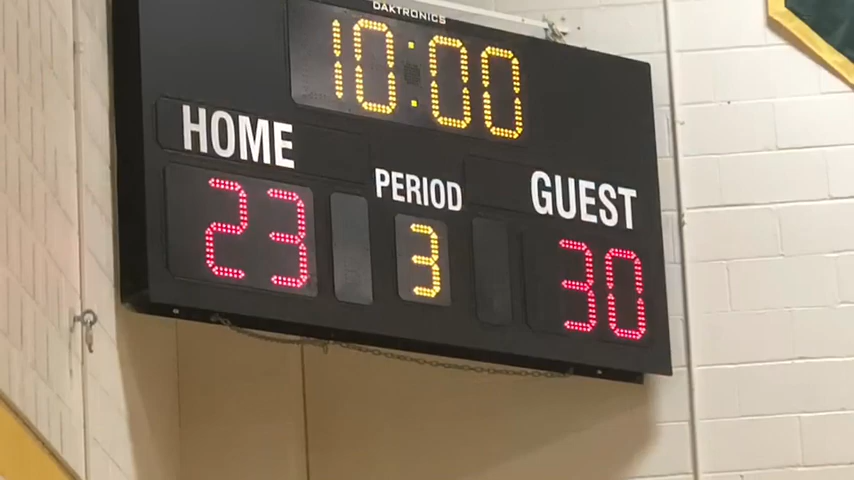 DAKTRONICS
10:00
HOME
PERIOD
GUEST
23
3
30